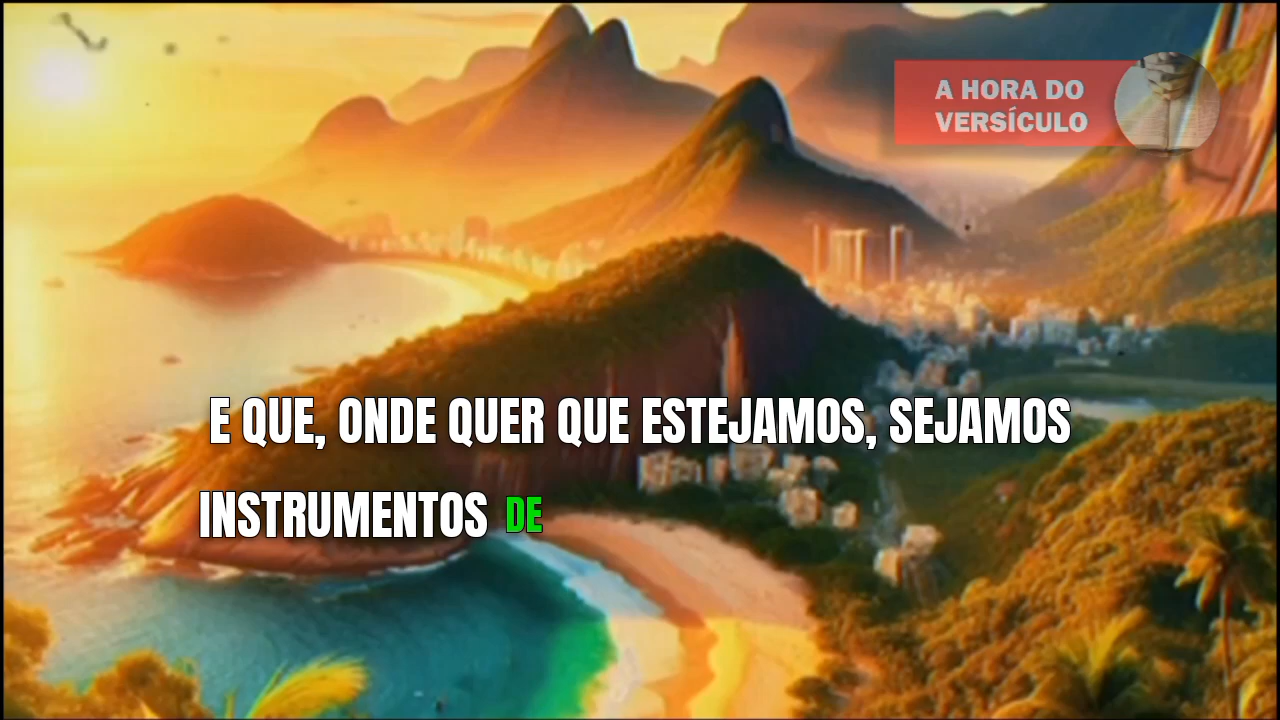 A HORA DO
VERSÍCULO
E QUE, ONDE QUER QUE ESTEJAMOS, SEJAMOS
INSTRUMENTOS DE